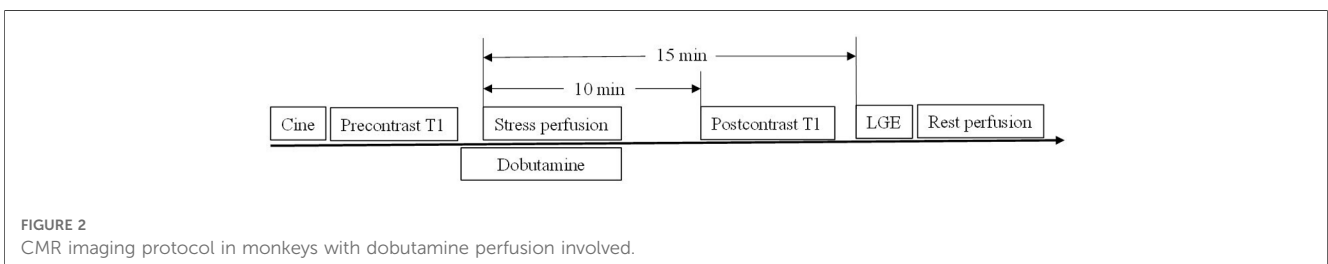 15 min
10 min
Cine Precontrast T1 Stress perfusion Postcontrast T1 LGE Rest perfusion
Dobutamine
FIGURE 2
CMR imaging protocol in monkeys with dobutamine perfusion involved.